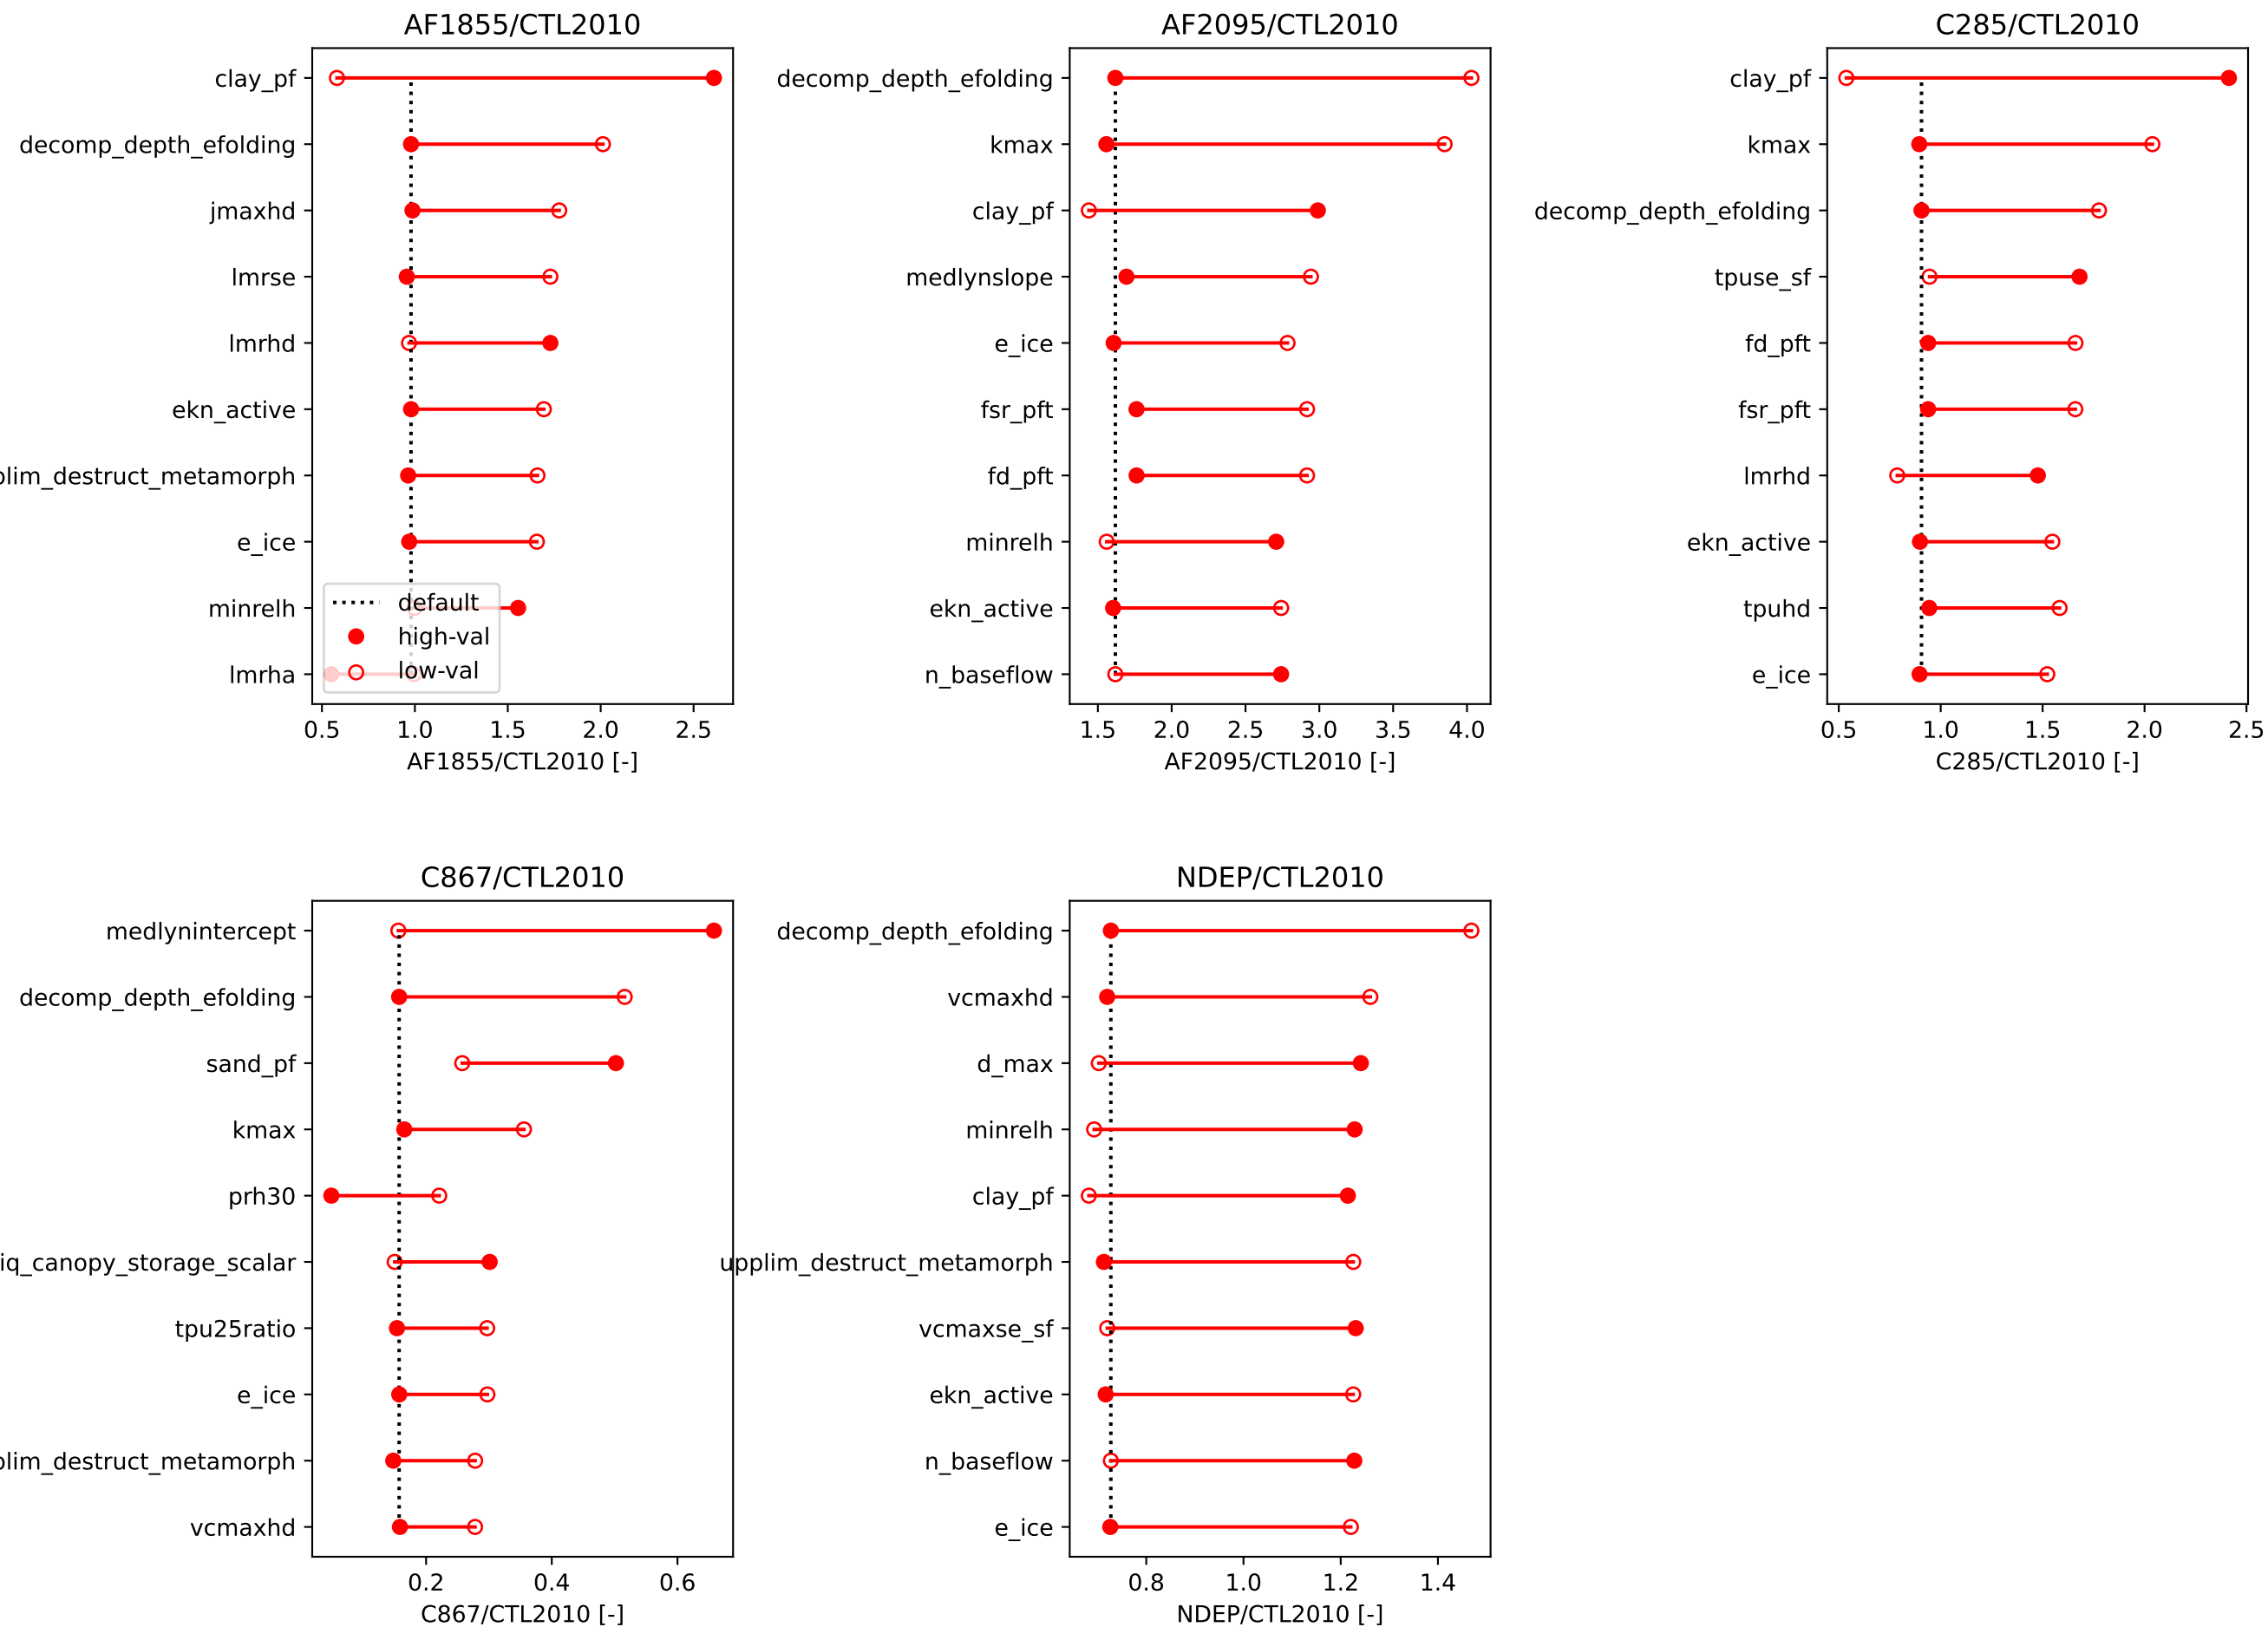 AF1855/CTL2010
clay_pf
decomp_depth_efolding
jmaxhd
lmrse
lmrhd
ekn_active
plim_destruct_metamorph
e_ice
minrelh
lmrha
default
high-val
low-val
0.5 1.0 1.5 2.0 2.5
AF1855/CTL2010 [-]
AF2095/CTL2010
decomp_depth_efolding
kmax
clay_pf
medlynslope
e_ice
fsr_pft
fd_pft
minrelh
ekn_active
n_baseflow
1.5 2.0 2.5 3.0 3.5 4.0
AF2095/CTL2010 [-]
C285/CTL2010
clay_pf
kmax
decomp_depth_efolding
tpuse_sf
fd_pft
fsr_pft
lmrhd
ekn_active
tpuhd
e_ice
0.5 1.0 1.5 2.0 2.5
C285/CTL2010 [-]
C867/CTL2010
medlynintercept
decomp_depth_efolding
sand_pf
kmax
prh30
iq_canopy_storage_scalar
tpu25ratio
e_ice
plim_destruct_metamorph
vcmaxhd
0.2 0.4 0.6
C867/CTL2010 [-]
NDEP/CTL2010
decomp_depth_efolding
vcmaxhd
d_max
minrelh
clay_pf
upplim_destruct_metamorph
vcmaxse_sf
ekn_active
n_baseflow
e_ice
0.8 1.0 1.2 1.4
NDEP/CTL2010 [-]